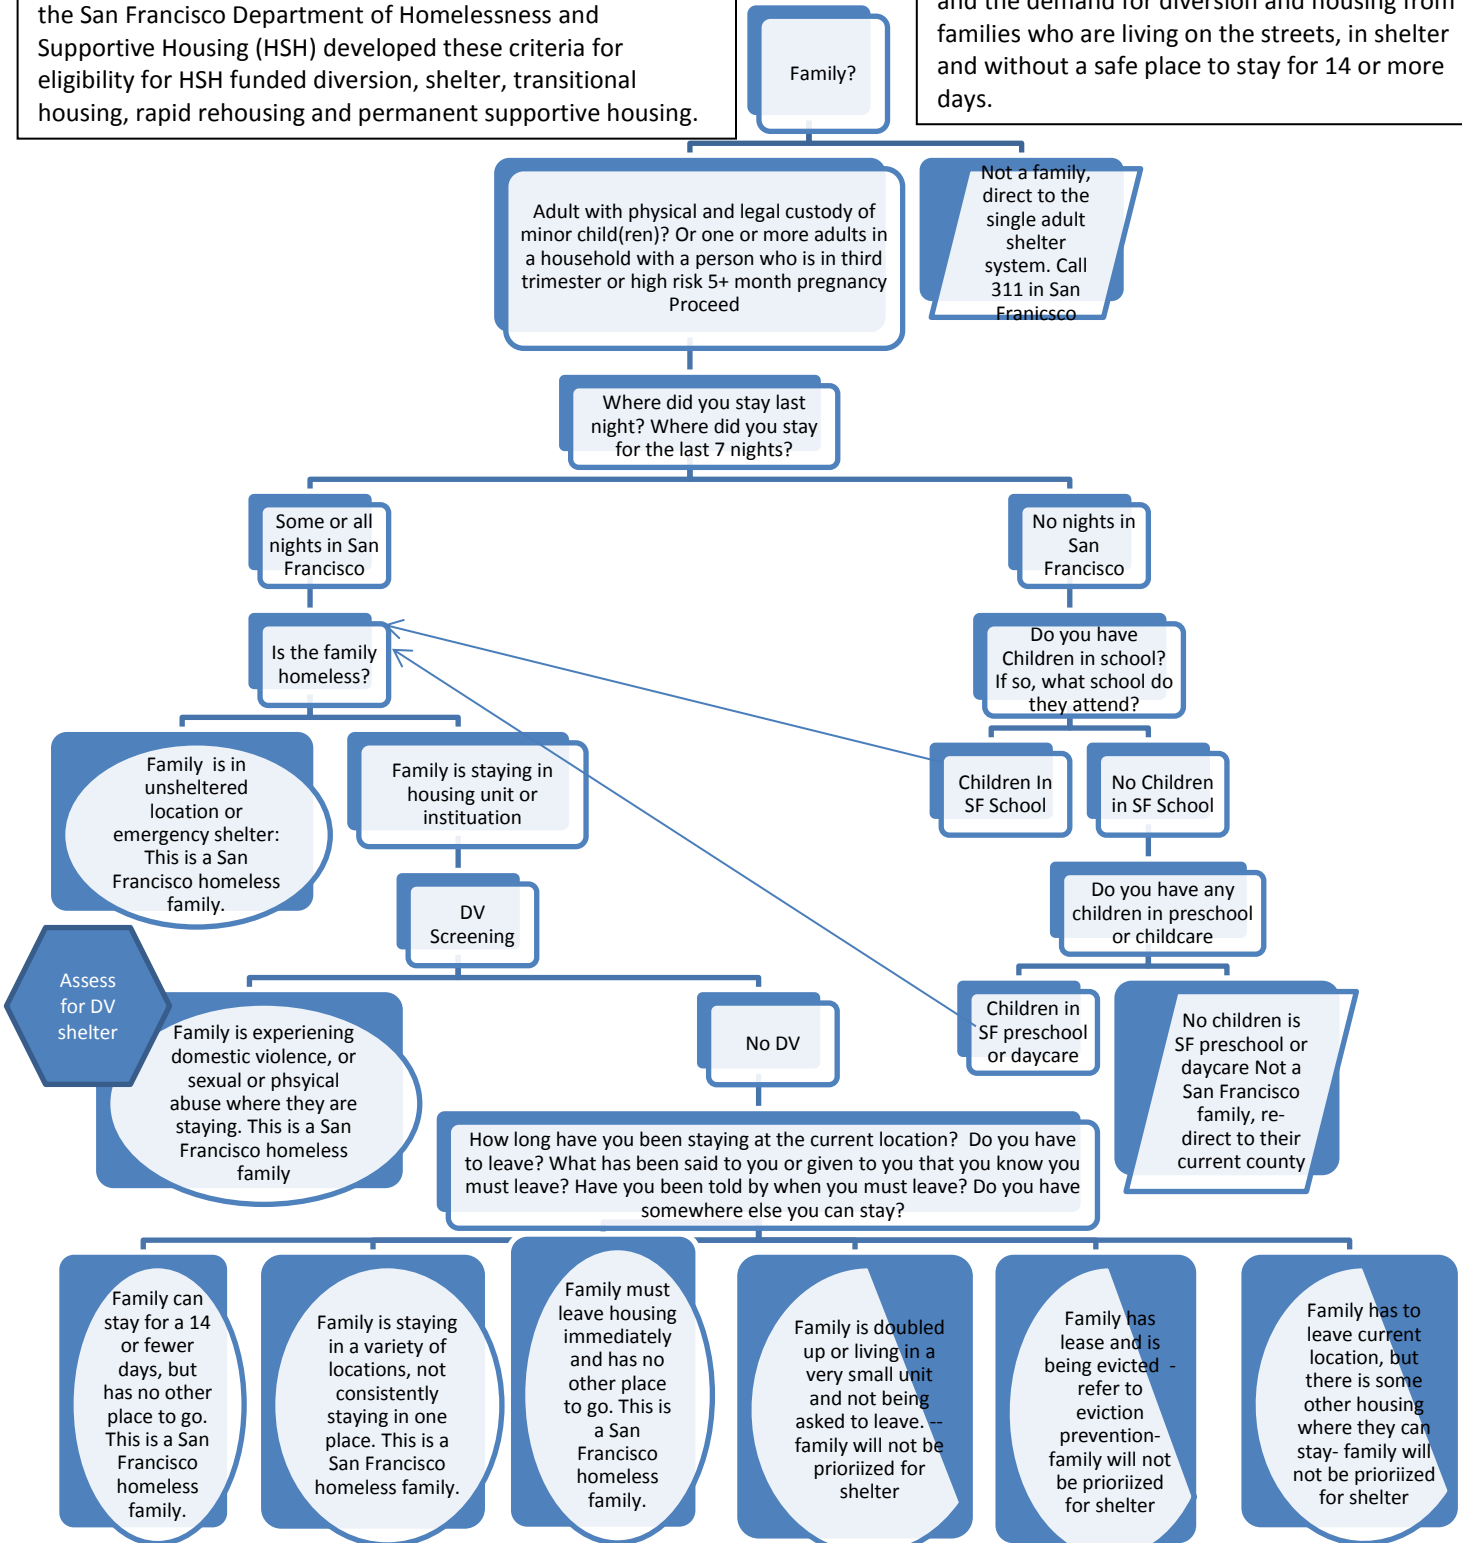 the San Francisco Department of Homelessness and
Supportive Housing (HSH) developed these criteria for
eligibility for HSH funded diversion, shelter, transitional
housing, rapid rehousing and permanent supportive housing.
Family?
and the demand for diversion and housing from
families who are living on the streets, in shelter
and without a safe place to stay for 14 or more
days.
Adult with physical and legal custody of
minor child(ren)? Or one or more adults in
a household with a person who is in third
trimester or high risk 5+ month pregnancy
Proceed
Not a family,
direct to the
single adult
shelter
system. Call
311 in San
Franicsco
Where did you stay last
night? Where did you stay
for the last 7 nights?
Some or all
nights in San
Francisco
No nights in
San
Francisco
Is the family
homeless?
Do you have
Children in school?
If so, what school do
they attend?
Family is in
unsheltered
location or
emergency shelter:
This is a San
Francisco homeless
family.
Family is staying in
housing unit or
instituation
Children In
SF School
No Children
in SF School
DV
Screening
Do you have any
children in preschool
or childcare
Assess
for DV
shelter
Family is experiening
domestic violence, or
sexual or phsyical
abuse where they are
staying. This is a San
Francisco homeless
family
No DV
Children in
SF preschool
or daycare
No children is
SF preschool or
daycare Not a
San Francisco
family, re-
direct to their
current county
How long have you been staying at the current location?  Do you have
to leave? What has been said to you or given to you that you know you
must leave? Have you been told by when you must leave? Do you have
somewhere else you can stay?
Family can
stay for a 14
or fewer
days, but
has no other
place to go.
This is a San
Francisco
homeless
family.
Family is staying
in a variety of
locations, not
consistently
staying in one
place. This is a
San Francisco
homeless family.
Family must
leave housing
immediately
and has no
other place
to go. This is
a San
Francisco
homeless
family.
Family is doubled
up or living in a
very small unit
and not being
asked to leave. --
family will not be
prioriized for
shelter
Family has
lease and is
being evicted -
refer to
eviction
prevention-
family will not
be prioriized
for shelter
Family has to
leave current
location, but
there is some
other housing
where they can
stay- family will
not be prioriized
for shelter